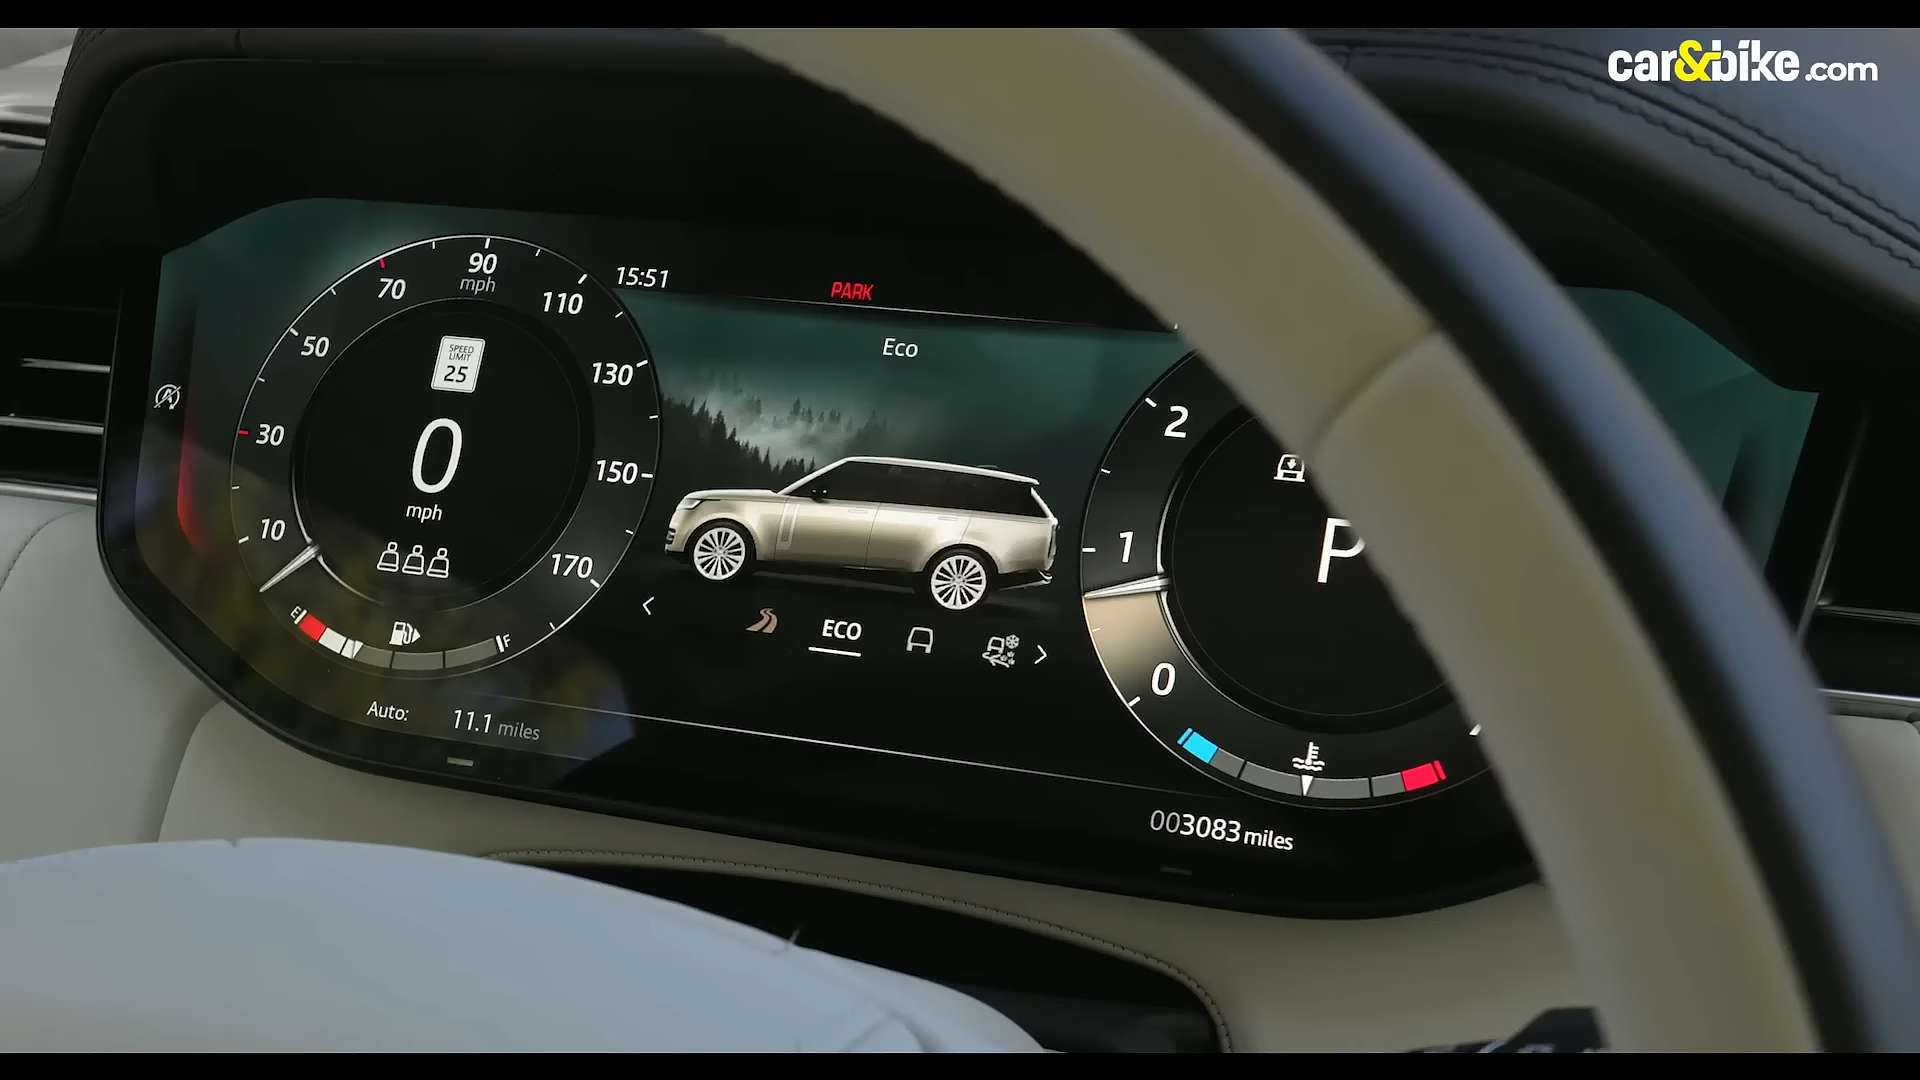 car&bike.com
15:51
PARK
Eco
90
mph
70
110
50
130
30
150
10
170
SPEED
LIMIT
25
0
mph
E
F
ECO
Auto: 11.1 miles
2
1
0
P
003083 miles